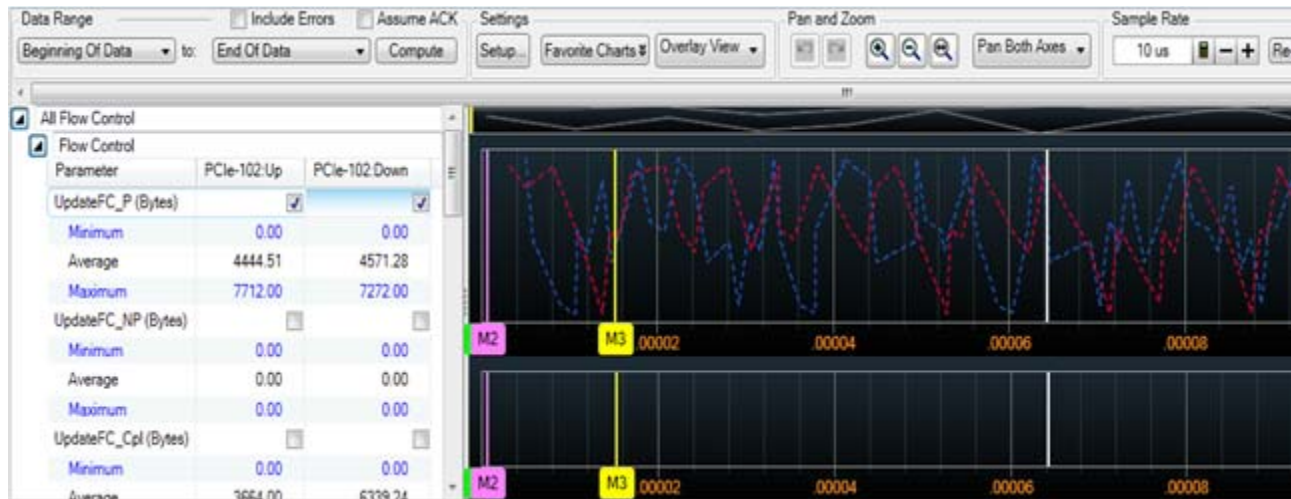 Data Range Include Errors Assume ACK Settings Pan and Zoom Sample Rate
Beginning Of Data to: End Of Data Compute Setup... Favorite Charts Overlay View Pan Both Axes 10 us - + Re
All Flow Control
Flow Control
Parameter PCIe-102:Up PCIe-102:Down
UpdateFC_P (Bytes)
Minimum 0.00 0.00
Average 4444.51 4571.28
Maximum 7712.00 7272.00
UpdateFC_NP (Bytes)
Minimum 0.00 0.00
Average 0.00 0.00
Maximum 0.00 0.00
UpdateFC_Cpl (Bytes)
Minimum 0.00 0.00
Average 3664.00 6339.24
M2 M3 .00002 .00004 .00006 .00008
M2 M3 .00002 .00004 .00006 .00008